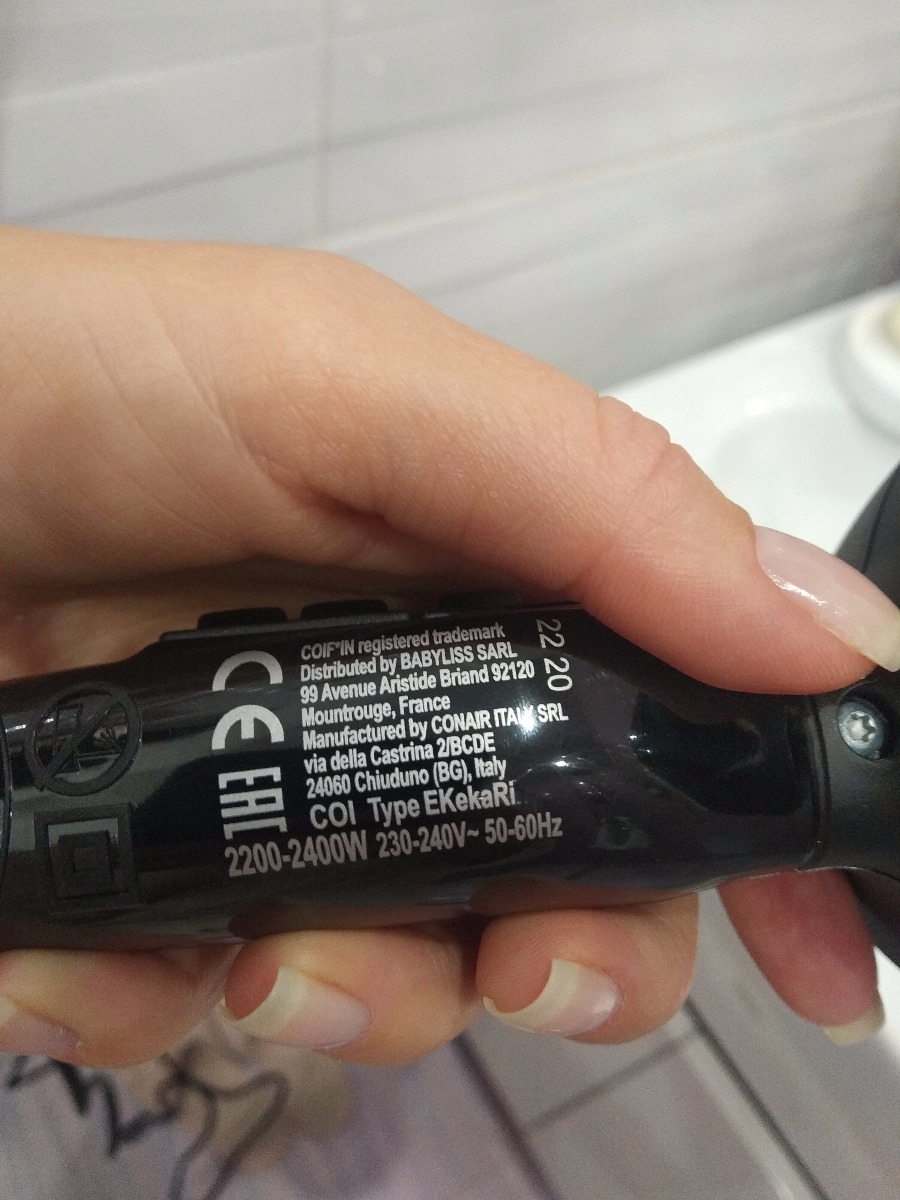 COIF*IN registered trademark
Distributed by BABYLISS SARL
99 Avenue Aristide Briand 92120
Mountrouge, France
Manufactured by CONAIR ITALY SRL
via della Castrina 2/BCDE
24060 Chiuduno (BG), Italy
COI Type EKekaRi
2200-2400W 230-240V~ 50-60Hz
22 20
CE
EAC